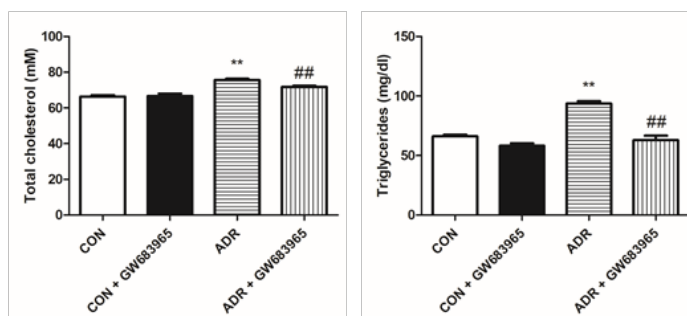 Total cholesterol (mM)
100
80
60
40
20
0
**
##
CON
CON + GW683965
ADR
ADR + GW683965
Triglycerides (mg/dl)
150
100
50
0
**
##
CON
CON + GW683965
ADR
ADR + GW683965